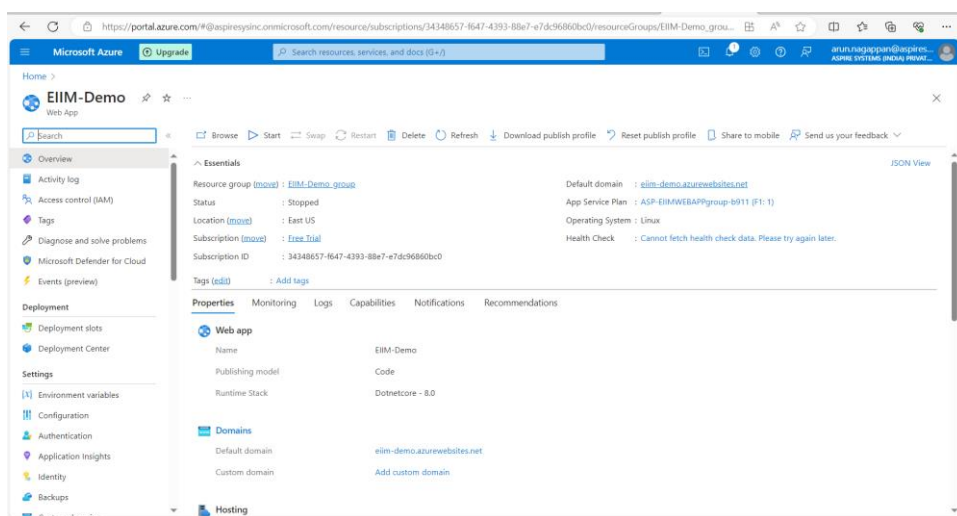 https://portal.azure.com/#@aspiresysinc.onmicrosoft.com/resource/subscriptions/34348657-f647-4393-88e7-e7dc96860bc0/resourceGroups/EIIM-Demo_grou...
Microsoft Azure
Upgrade
Search resources, services, and docs (G+/)
arun.nagappan@aspires...
ASPIRE SYSTEMS (INDIA) PRIVAT...
Home >
EIIM-Demo
Web App
Search
Browse Start Swap Restart Delete Refresh Download publish profile Reset publish profile Share to mobile Send us your feedback
Overview
Activity log
Access control (IAM)
Tags
Diagnose and solve problems
Microsoft Defender for Cloud
Events (preview)
Deployment
Deployment slots
Deployment Center
Settings
Environment variables
Configuration
Authentication
Application Insights
Identity
Backups
Essentials
JSON View
Resource group (move) : EIIM-Demo_group
Status : Stopped
Location (move) : East US
Subscription (move) : Free Trial
Subscription ID : 34348657-f647-4393-88e7-e7dc96860bc0
Default domain : eiim-demo.azurewebsites.net
App Service Plan : ASP-EIIMWEBAPPgroup-b911 (F1: 1)
Operating System : Linux
Health Check : Cannot fetch health check data. Please try again later.
Tags (edit) : Add tags
Properties Monitoring Logs Capabilities Notifications Recommendations
Web app
Name EIIM-Demo
Publishing model Code
Runtime Stack Dotnetcore - 8.0
Domains
Default domain eiim-demo.azurewebsites.net
Custom domain Add custom domain
Hosting